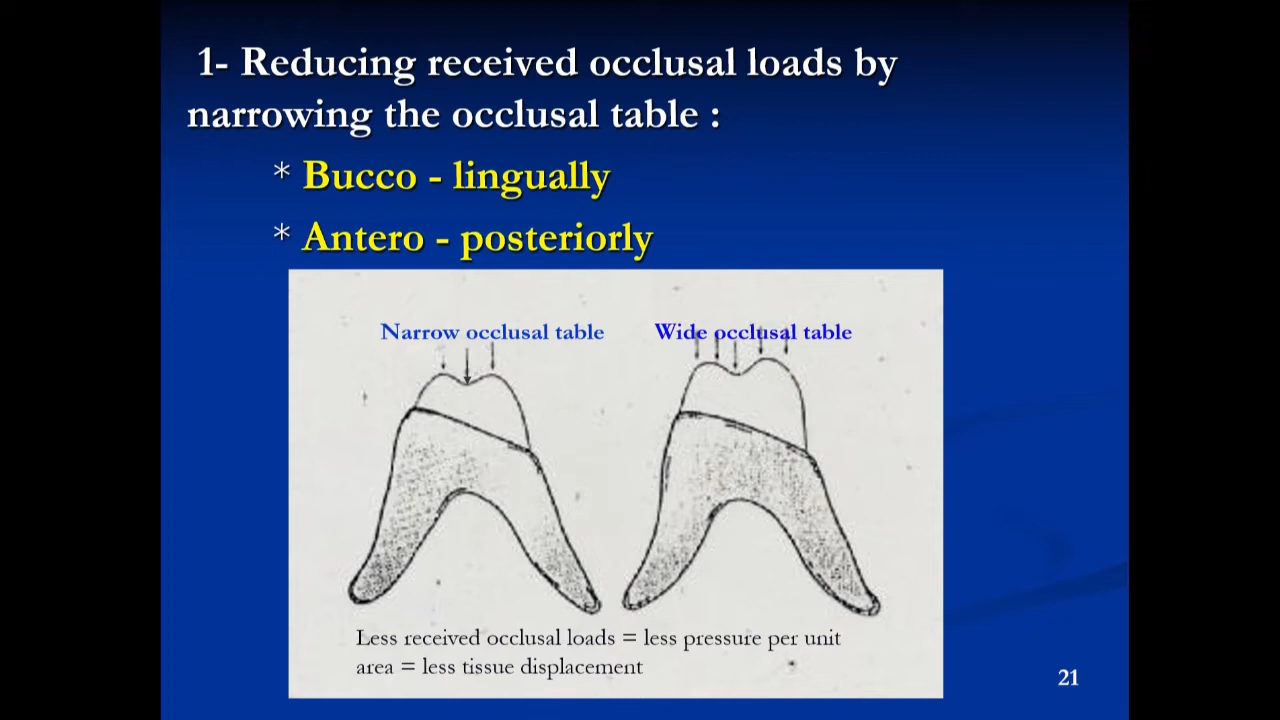 1- Reducing received occlusal loads by
narrowing the occlusal table :
* Bucco - lingually
* Antero - posteriorly
Narrow occlusal table
Wide occlusal table
Less received occlusal loads = less pressure per unit
area = less tissue displacement
21